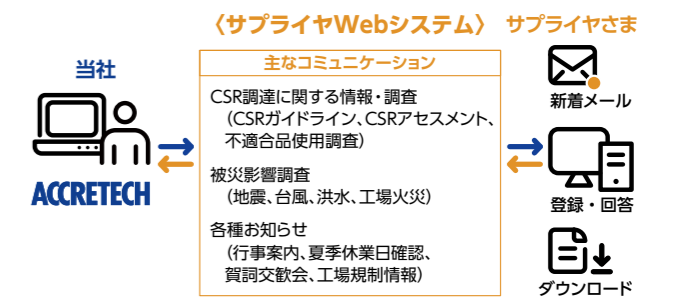 〈サプライヤWebシステム〉
サプライヤさま
当社
ACCRETECH
主なコミュニケーション
CSR調達に関する情報・調査
（CSRガイドライン、CSRアセスメント、
不適合品使用調査）
被災影響調査
（地震、台風、洪水、工場火災）
各種お知らせ
（行事案内、夏季休業日確認、
賀詞交歓会、工場規制情報）
新着メール
登録・回答
ダウンロード